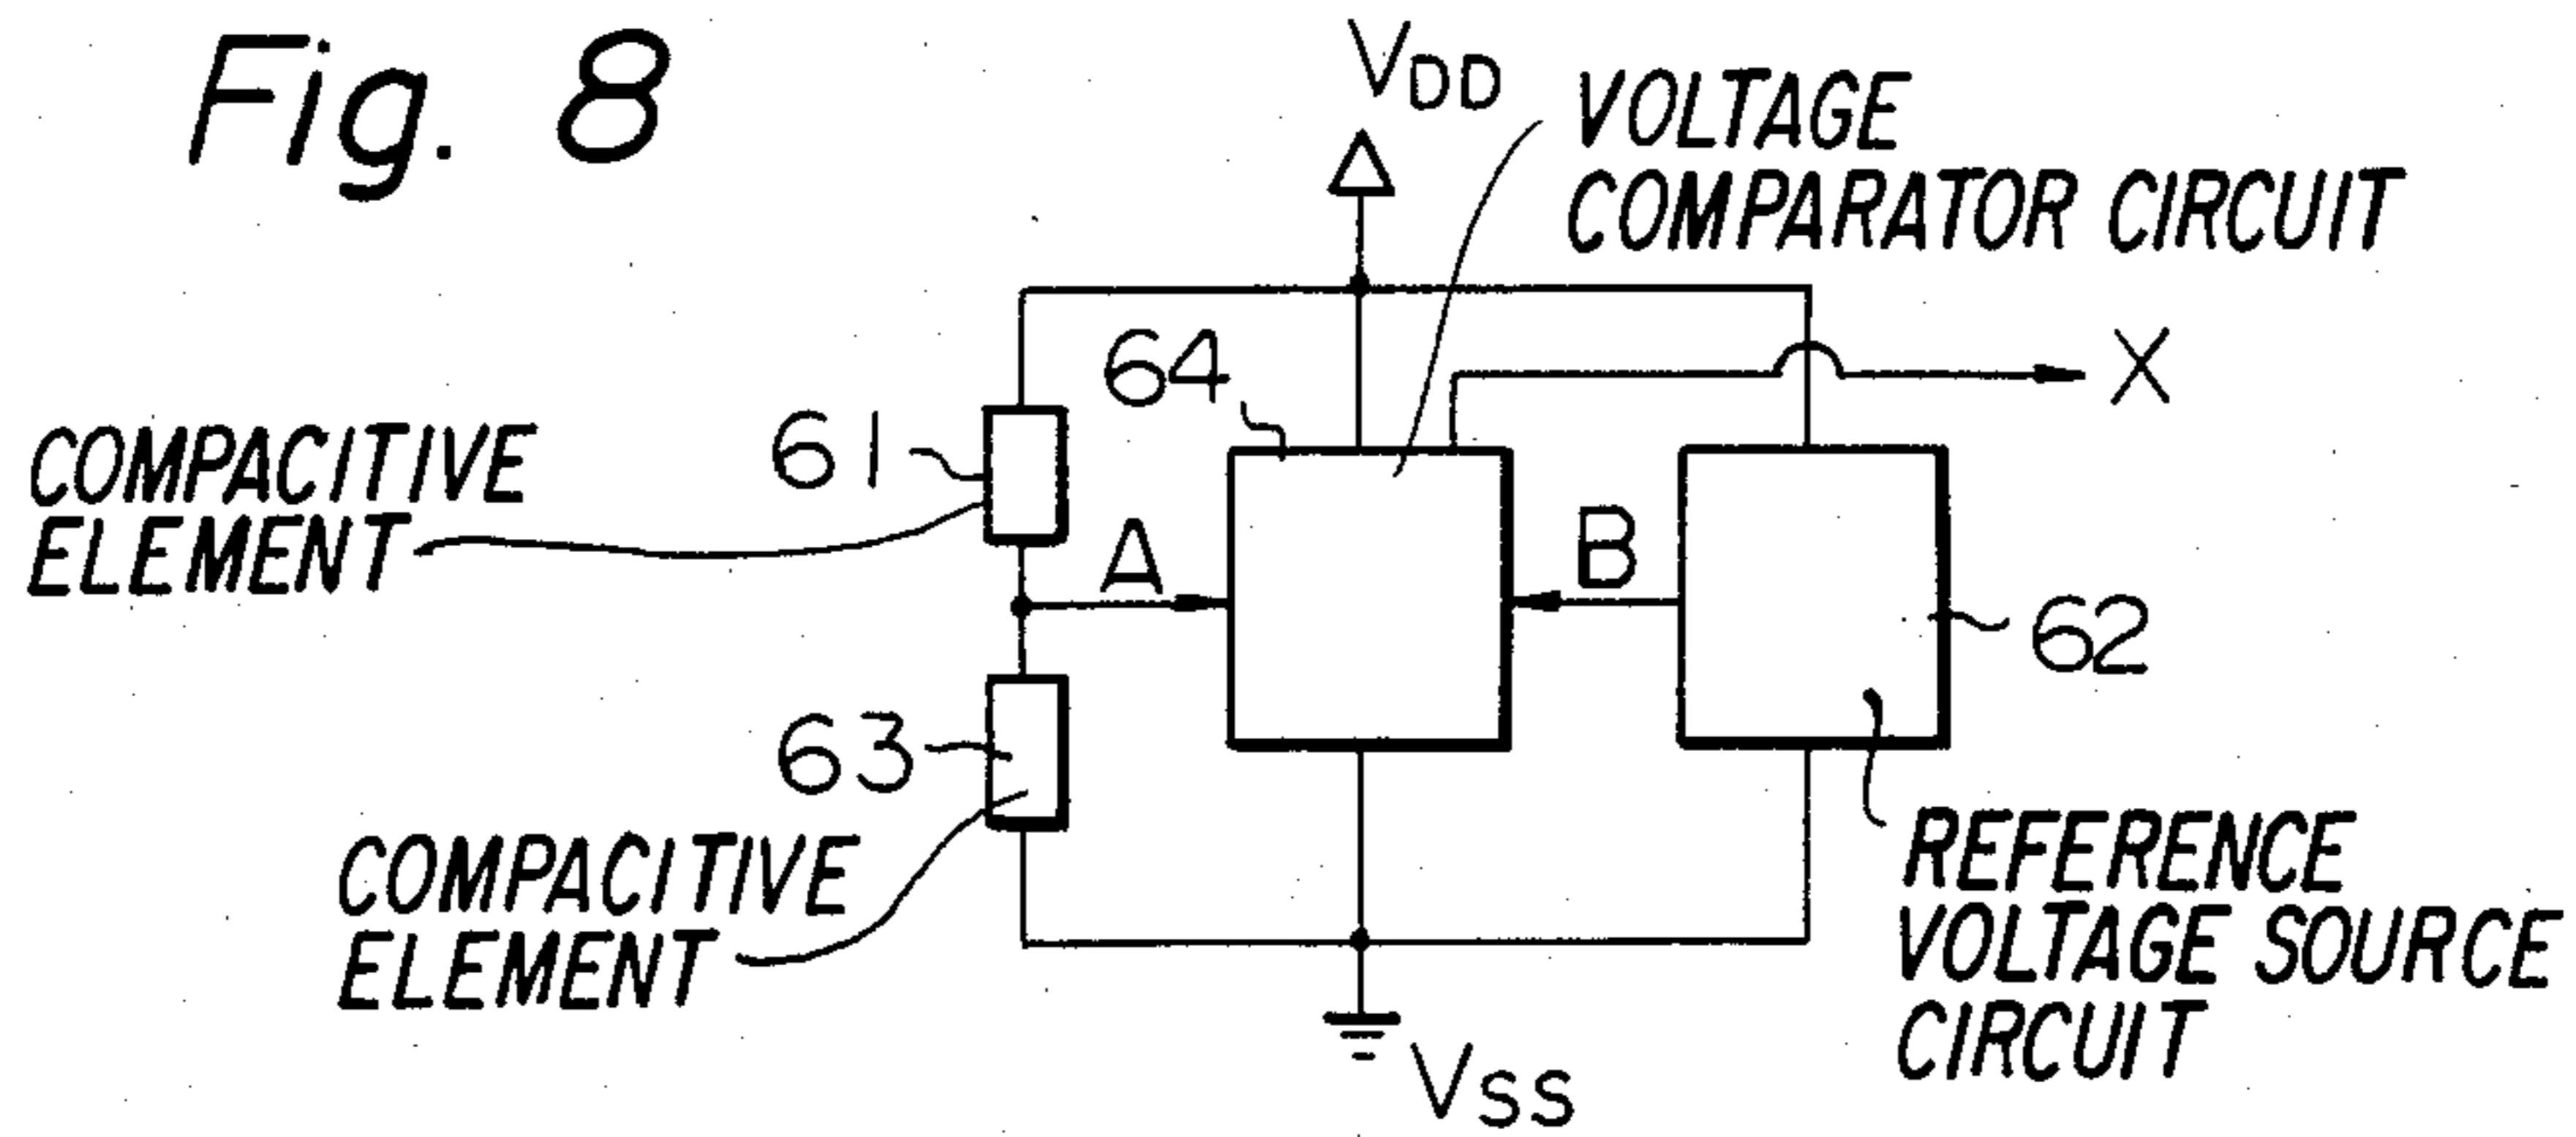 Fig. 8
VDD
VOLTAGE
COMPARATOR CIRCUIT
64
X
61
COMPACITIVE
ELEMENT
A
B
62
63
COMPACITIVE
ELEMENT
REFERENCE
VOLTAGE SOURCE
CIRCUIT
VSS